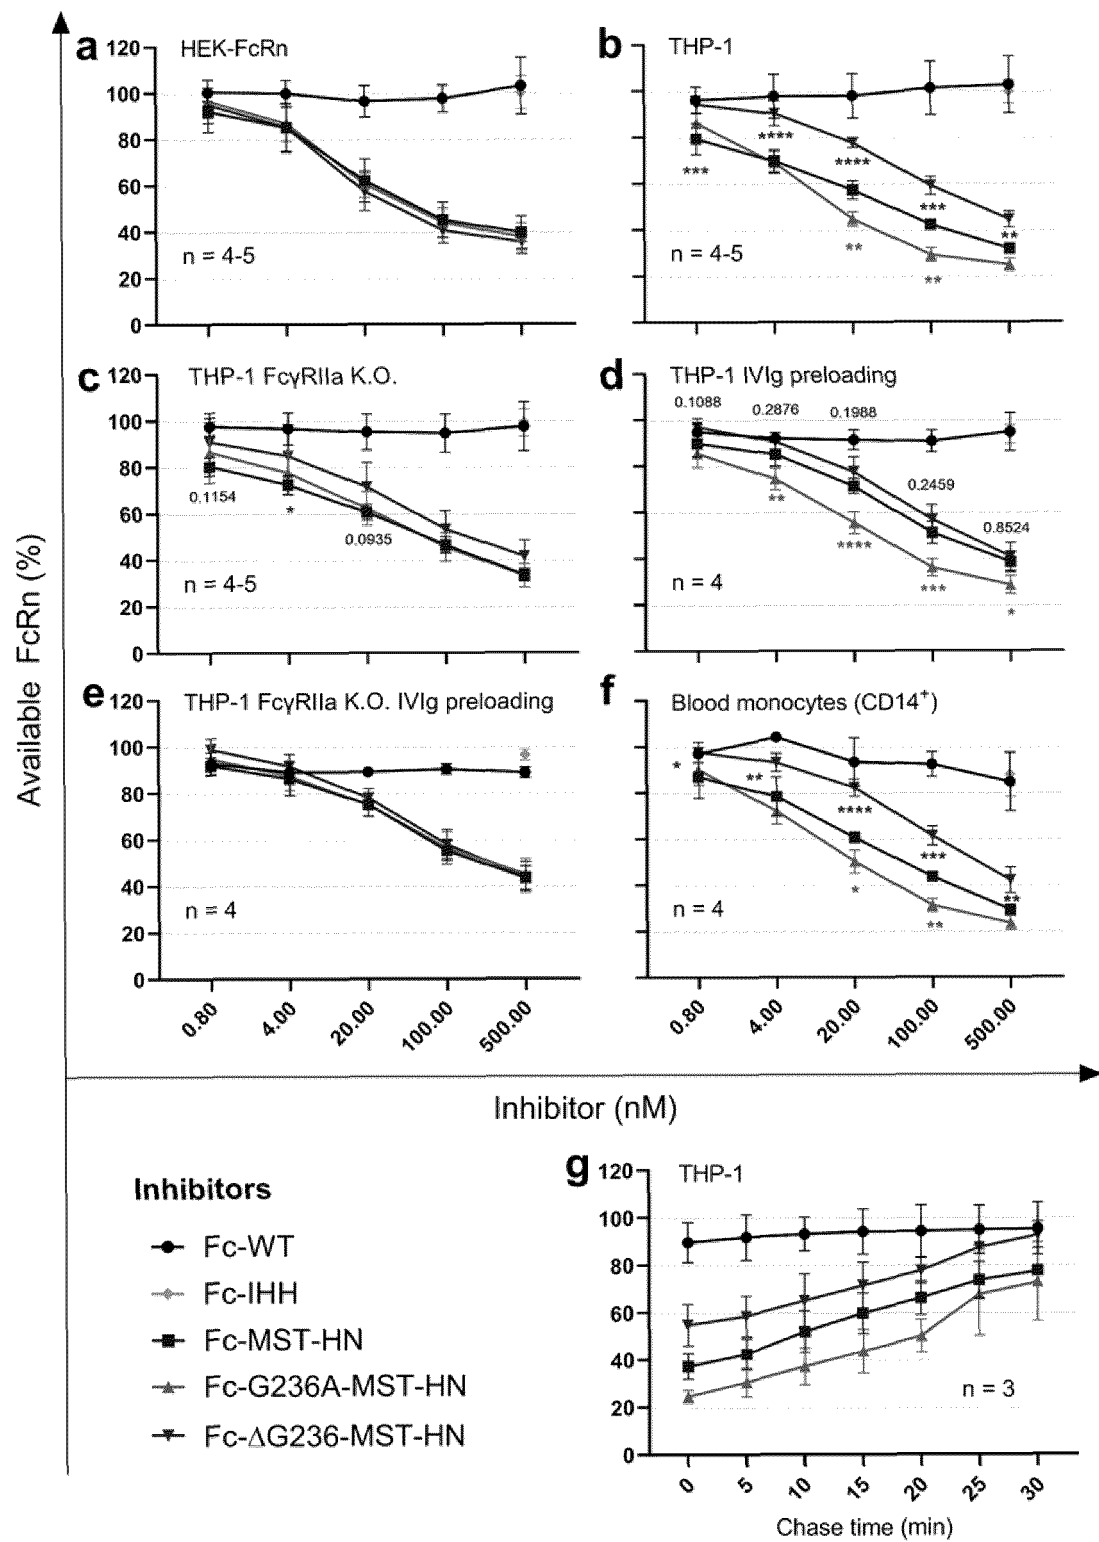 Available FcRn (%)
a
HEK-FcRn
120
100
80
60
40
20
0
n = 4-5
b
THP-1
***
****
****
***
**
**
**
n = 4-5
c
THP-1 FcγRIIa K.O.
120
100
80
60
40
20
0
0.1154
*
0.0935
n = 4-5
d
THP-1 IVIg preloading
0.1088
0.2876
0.1988
0.2459
0.8524
**
****
***
*
n = 4
e
THP-1 FcγRIIa K.O. IVIg preloading
120
100
80
60
40
20
0
n = 4
0.80
4.00
20.00
100.00
500.00
f
Blood monocytes (CD14⁺)
*
**
****
***
**
*
**
n = 4
0.80
4.00
20.00
100.00
500.00
Inhibitor (nM)
Inhibitors
Fc-WT
Fc-IHH
Fc-MST-HN
Fc-G236A-MST-HN
Fc-ΔG236-MST-HN
g
THP-1
120
100
80
60
40
20
0
n = 3
0
5
10
15
20
25
30
Chase time (min)